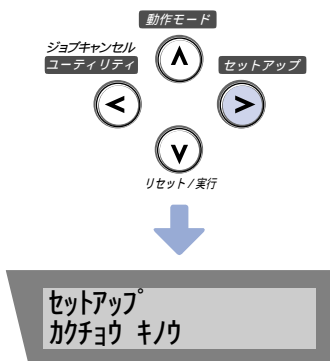 動作モード
ジョブキャンセル
ユーティリティ
セットアップ
リセット/実行
セットアップ
カクチョウ キノウ